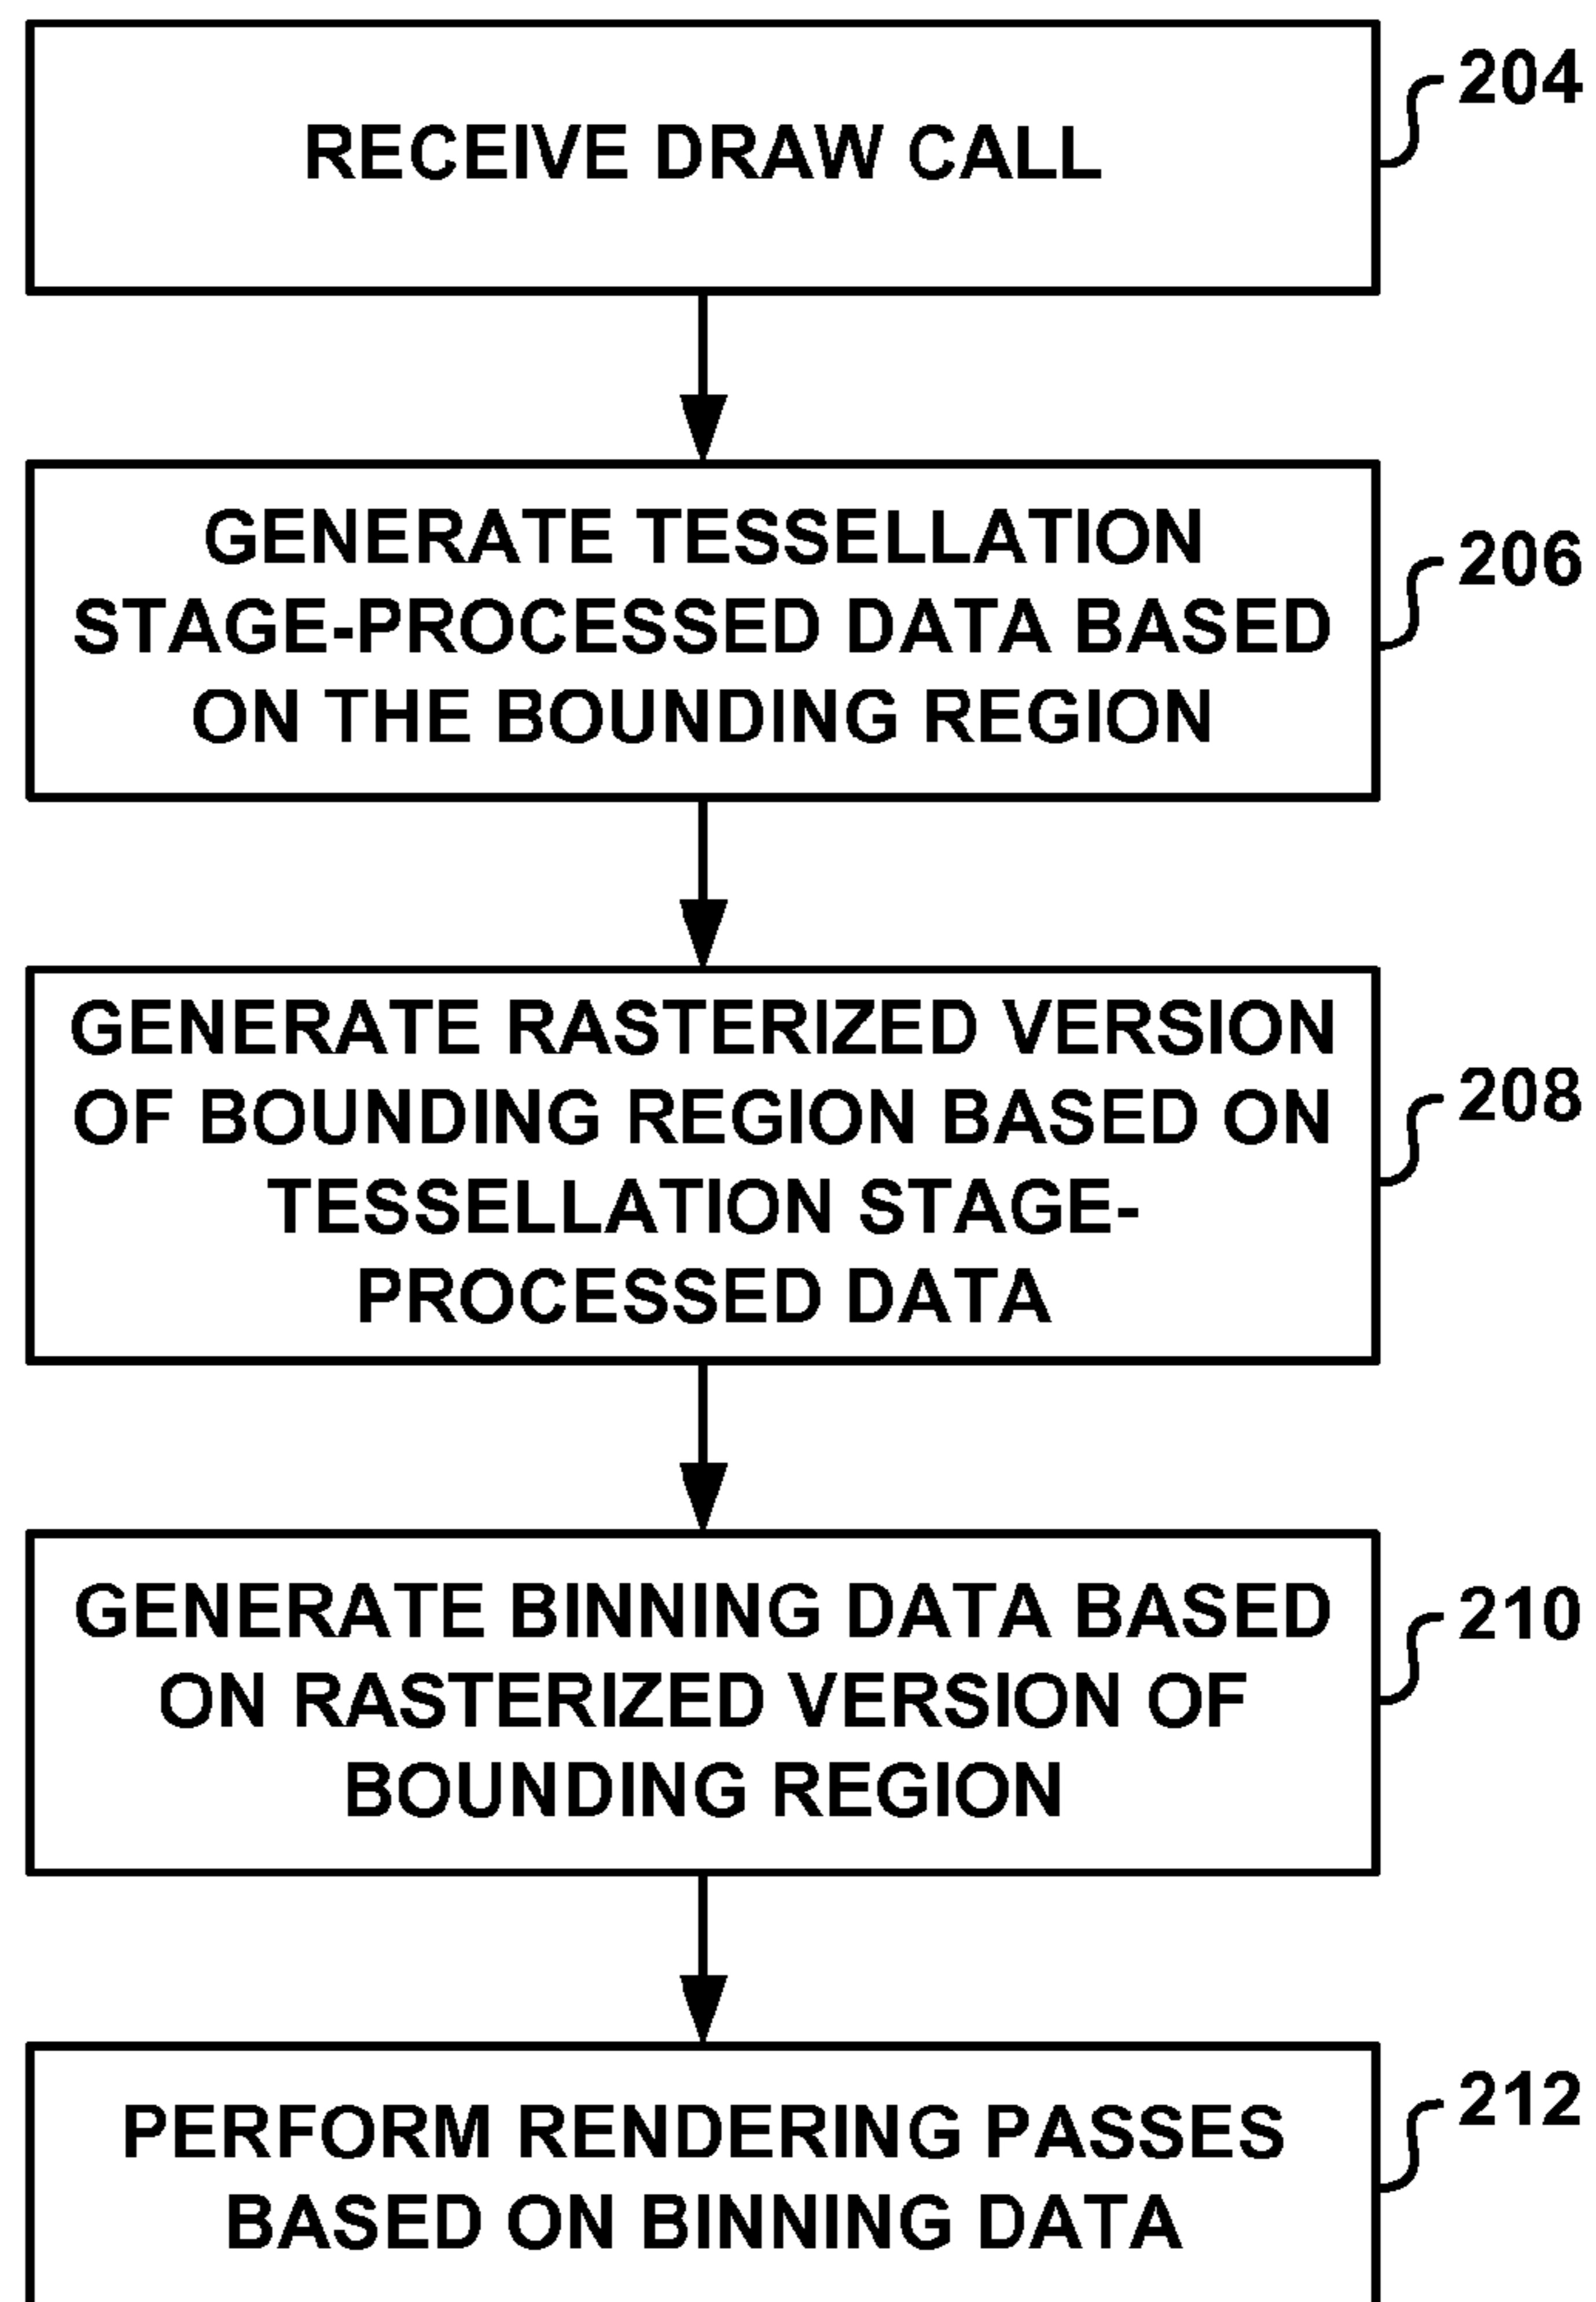 RECEIVE DRAW CALL
204
GENERATE TESSELLATION
STAGE-PROCESSED DATA BASED
ON THE BOUNDING REGION
206
GENERATE RASTERIZED VERSION
OF BOUNDING REGION BASED ON
TESSELLATION STAGE-
PROCESSED DATA
208
GENERATE BINNING DATA BASED
ON RASTERIZED VERSION OF
BOUNDING REGION
210
PERFORM RENDERING PASSES
BASED ON BINNING DATA
212